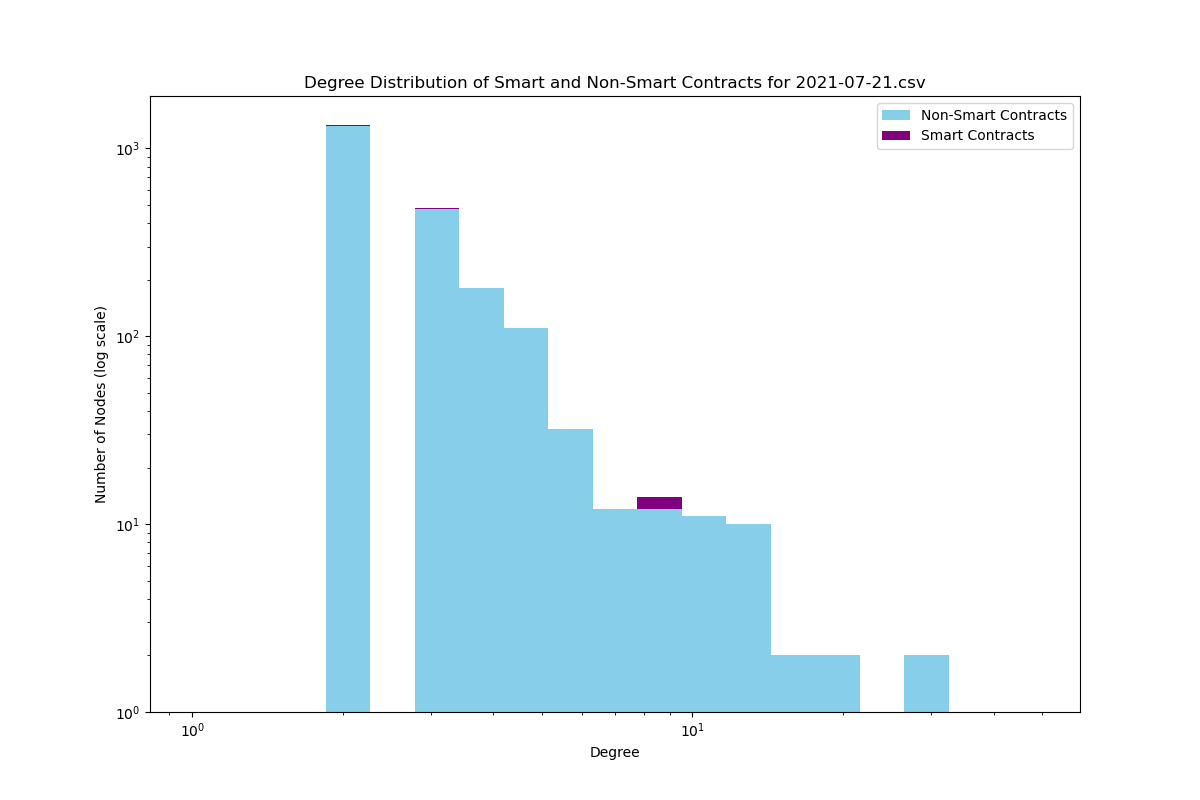 Degree Distribution of Smart and Non-Smart Contracts for 2021-07-21.csv
Non-Smart Contracts
Smart Contracts
Number of Nodes (log scale)
10³
10²
10¹
10⁰
10⁰ 10¹
Degree